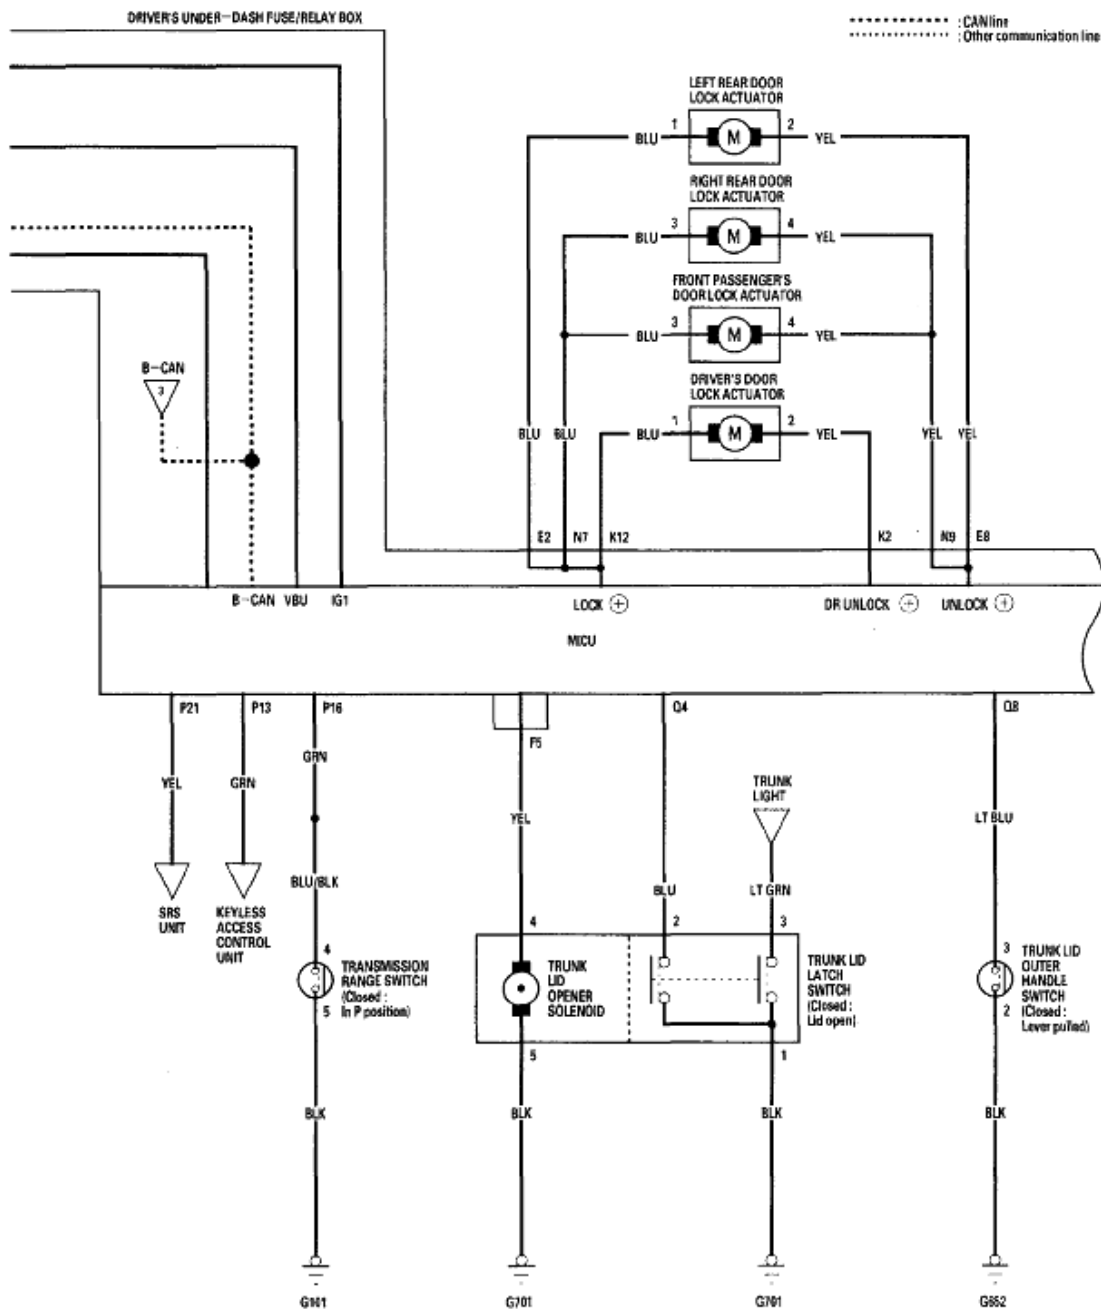 DRIVER'S UNDER-DASH FUSE/RELAY BOX
: CAN line
: Other communication line
LEFT REAR DOOR
LOCK ACTUATOR
BLU 1 M 2 YEL
RIGHT REAR DOOR
LOCK ACTUATOR
BLU 3 M 4 YEL
FRONT PASSENGER'S
DOOR LOCK ACTUATOR
BLU 3 M 4 YEL
B-CAN
3
DRIVER'S DOOR
LOCK ACTUATOR
BLU 1 M 2 YEL
BLU BLU YEL YEL
E2 N7 K12 K2 N9 E8
B-CAN VBU IG1 LOCK + DR UNLOCK + UNLOCK +
MICU
P21 P13 P16 Q4 Q8
F5
GRN
YEL GRN
TRUNK
LIGHT
YEL LT BLU
BLU/BLK BLU LT GRN
SRS
UNIT
KEYLESS
ACCESS
CONTROL
UNIT
4 4 2 3
TRANSMISSION
RANGE SWITCH
(Closed :
In P position)
5
TRUNK
LID
OPENER
SOLENOID
TRUNK LID
LATCH
SWITCH
(Closed :
Lid open)
3
TRUNK LID
OUTER
HANDLE
SWITCH
(Closed :
Lever pulled)
2
5 1
BLK BLK BLK BLK
G101 G701 G701 G652